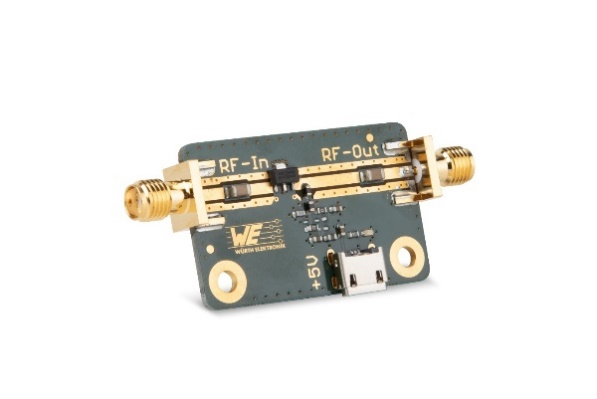 RF-In
RF-Out
WE
WÜRTH ELEKTRONIK
+5V